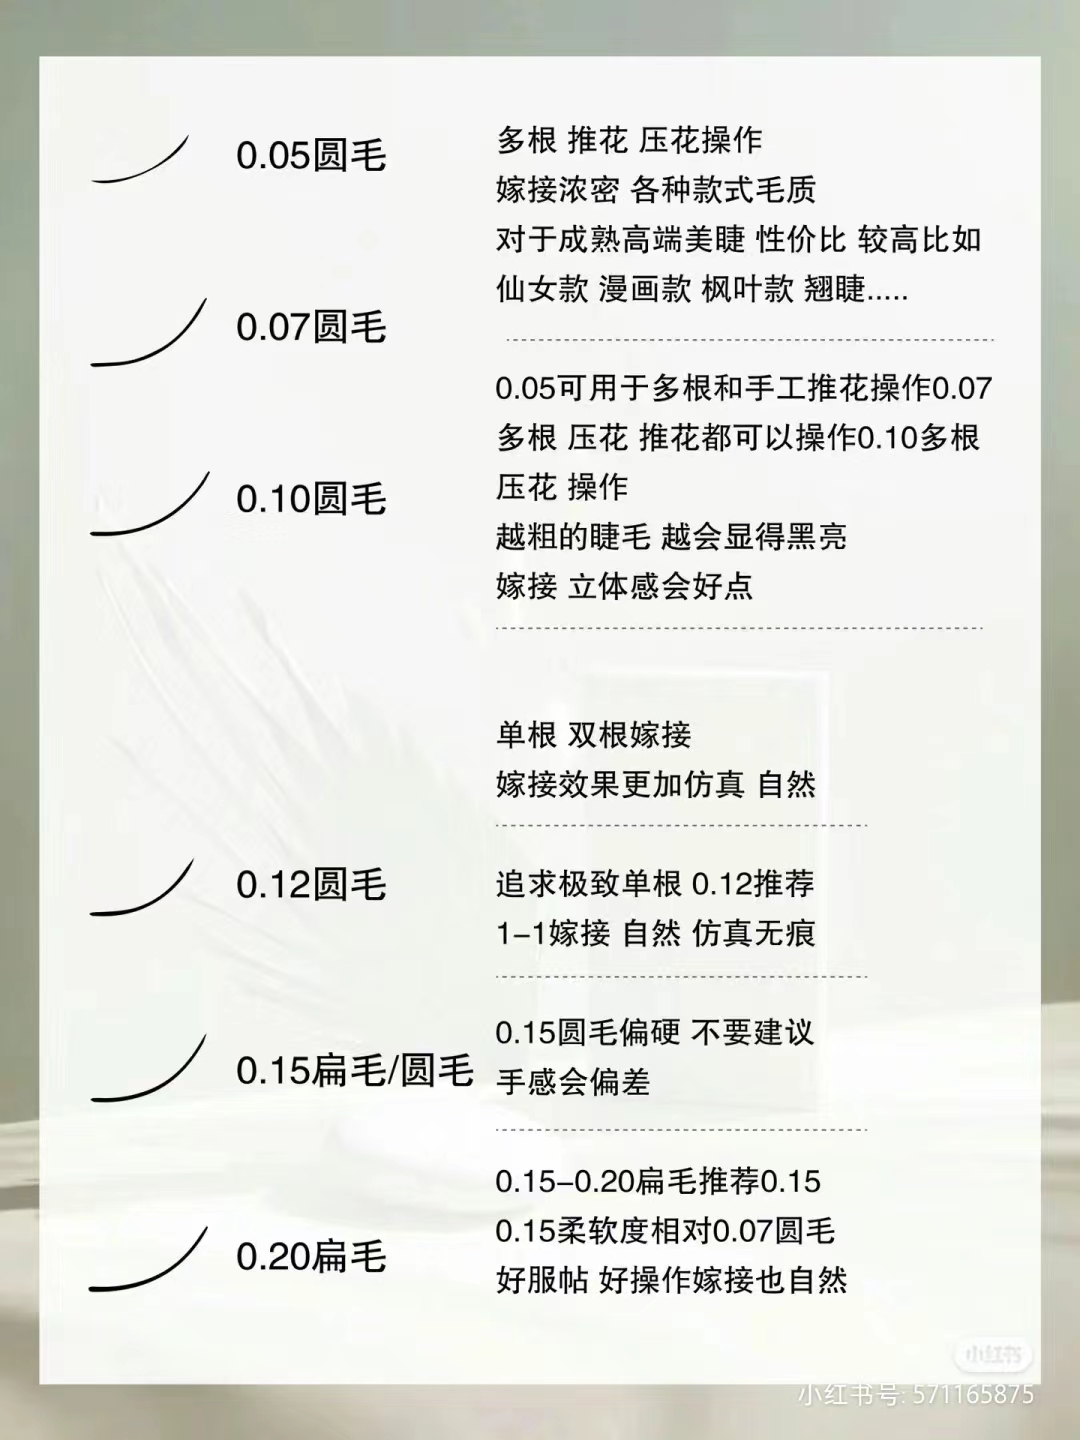 0.05圆毛
多根 推花 压花操作
嫁接浓密 各种款式毛质
对于成熟高端美睫 性价比 较高比如
仙女款 漫画款 枫叶款 翘睫.....
0.07圆毛
0.05可用于多根和手工推花操作0.07
多根 压花 推花都可以操作0.10多根
压花 操作
越粗的睫毛 越会显得黑亮
嫁接 立体感会好点
0.10圆毛
单根 双根嫁接
嫁接效果更加仿真 自然
0.12圆毛
追求极致单根 0.12推荐
1-1嫁接 自然 仿真无痕
0.15扁毛/圆毛
0.15圆毛偏硬 不要建议
手感会偏差
0.20扁毛
0.15-0.20扁毛推荐0.15
0.15柔软度相对0.07圆毛
好服帖 好操作嫁接也自然
小红书
小红书号: 571165875